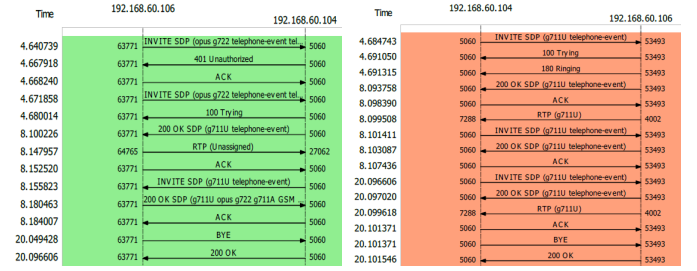 Time 192.168.60.106 192.168.60.104
4.640739 63771 INVITE SDP (opus g722 telephone-event tel... 5060
4.667918 63771 401 Unauthorized 5060
4.668240 63771 ACK 5060
4.671858 63771 INVITE SDP (opus g722 telephone-event tel... 5060
4.680014 63771 100 Trying 5060
8.100226 63771 200 OK SDP (g711U telephone-event) 5060
8.147957 64765 RTP (Unassigned) 27062
8.152520 63771 ACK 5060
8.155823 63771 INVITE SDP (g711U telephone-event) 5060
8.180463 63771 200 OK SDP (g711U opus g722 g711A GSM ... 5060
8.184007 63771 ACK 5060
20.049428 63771 BYE 5060
20.096606 63771 200 OK 5060
Time 192.168.60.104 192.168.60.106
4.684743 5060 INVITE SDP (g711U telephone-event) 53493
4.691050 5060 100 Trying 53493
4.691315 5060 180 Ringing 53493
8.093758 5060 200 OK SDP (g711U telephone-event) 53493
8.098390 5060 ACK 53493
8.099508 7288 RTP (g711U) 4002
8.101411 5060 INVITE SDP (g711U telephone-event) 53493
8.103087 5060 200 OK SDP (g711U telephone-event) 53493
8.107436 5060 ACK 53493
20.096606 5060 INVITE SDP (g711U telephone-event) 53493
20.097020 5060 200 OK SDP (g711U telephone-event) 53493
20.099618 7288 RTP (g711U) 4002
20.101371 5060 ACK 53493
20.101371 5060 BYE 53493
20.101546 5060 200 OK 53493